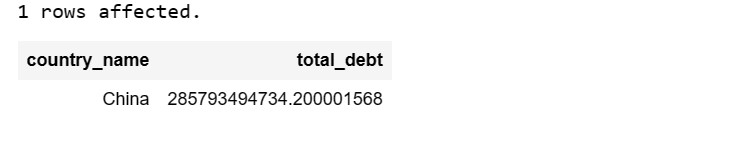 1 rows affected.
country_name total_debt
China 285793494734.200001568